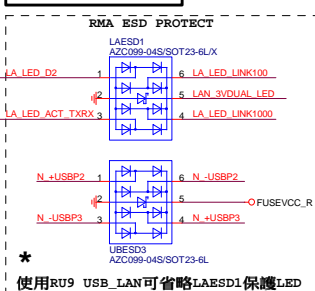 RMA ESD PROTECT
LAESD1
AZC099-04S/SOT23-6L/X
LA_LED_D2 1 6 LA_LED_LINK100
2 5 LAN_3VDUAL_LED
LA_LED_ACT_TXRX 3 4 LA_LED_LINK1000
N_+USBP2 1 6 N_-USBP2
2 5 FUSEVCC_R
N_-USBP3 3 4 N_+USBP3
UBESD3
AZC099-04S/SOT23-6L
*
使用RU9 USB_LAN可省略LAESD1保護LED